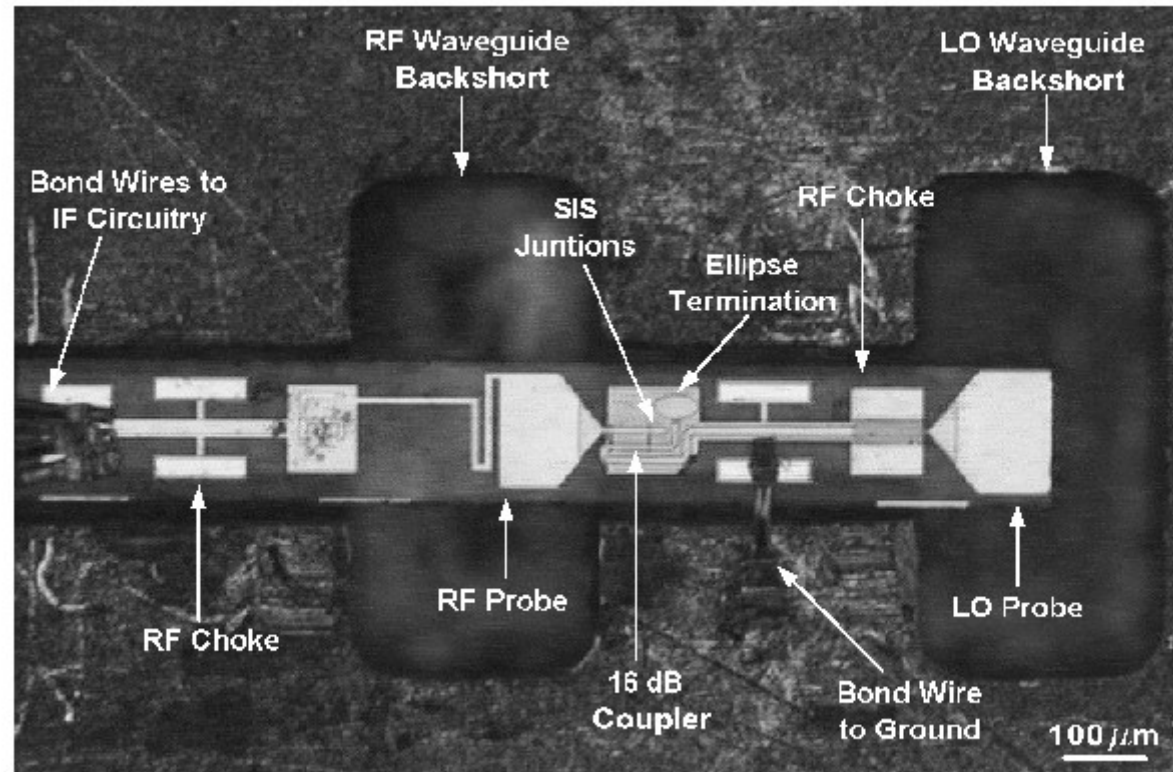 RF Waveguide
Backshort
LO Waveguide
Backshort
Bond Wires to
IF Circuitry
SIS
Juntions
RF Choke
Ellipse
Termination
RF Choke
RF Probe
16 dB
Coupler
Bond Wire
to Ground
LO Probe
100 μm